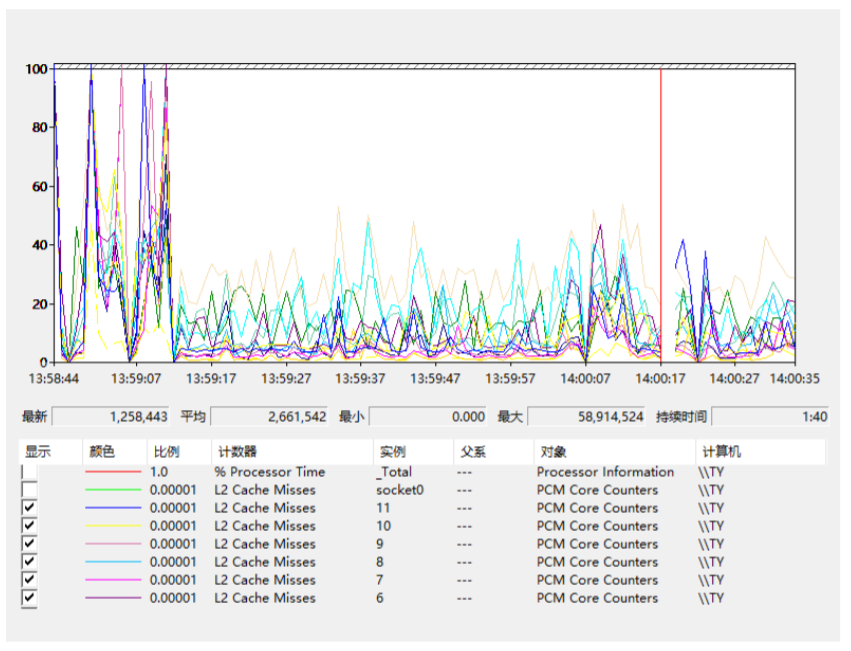 100
80
60
40
20
0
13:58:44 13:59:07 13:59:17 13:59:27 13:59:37 13:59:47 13:59:57 14:00:07 14:00:17 14:00:27 14:00:35
最新 1,258,443 平均 2,661,542 最小 0.000 最大 58,914,524 持续时间 1:40
显示 颜色 比例 计数器 实例 父系 对象 计算机
1.0 % Processor Time _Total --- Processor Information \\TY
0.00001 L2 Cache Misses socket0 --- PCM Core Counters \\TY
0.00001 L2 Cache Misses 11 --- PCM Core Counters \\TY
0.00001 L2 Cache Misses 10 --- PCM Core Counters \\TY
0.00001 L2 Cache Misses 9 --- PCM Core Counters \\TY
0.00001 L2 Cache Misses 8 --- PCM Core Counters \\TY
0.00001 L2 Cache Misses 7 --- PCM Core Counters \\TY
0.00001 L2 Cache Misses 6 --- PCM Core Counters \\TY